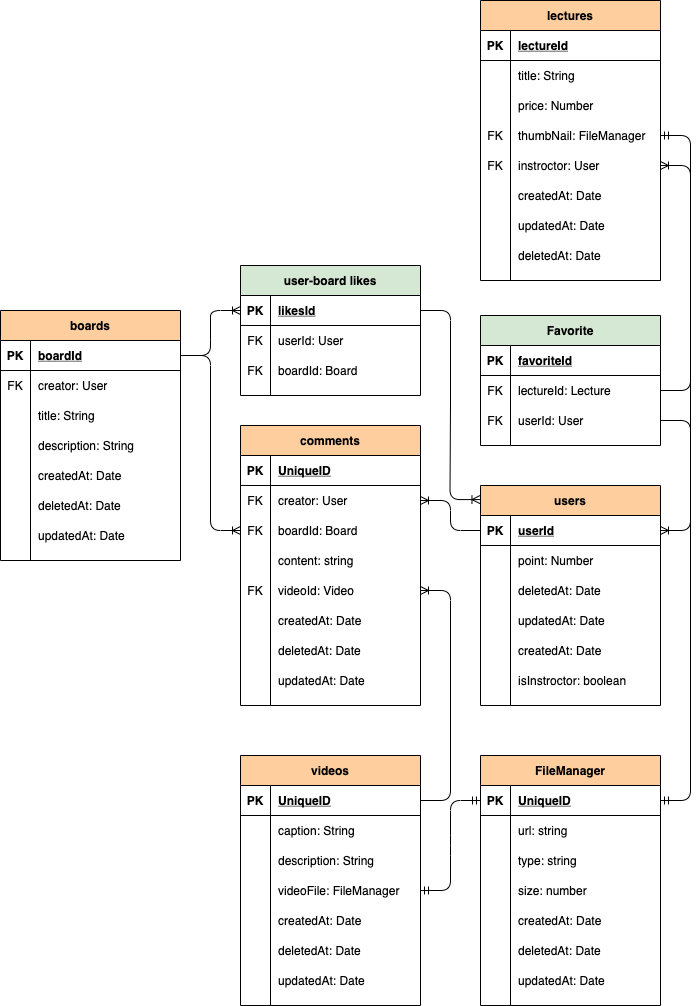 lectures
PK lectureId
title: String
price: Number
FK thumbNail: FileManager
FK instroctor: User
createdAt: Date
updatedAt: Date
deletedAt: Date
user-board likes
PK likesId
FK userId: User
FK boardId: Board
boards
PK boardId
FK creator: User
title: String
description: String
createdAt: Date
deletedAt: Date
updatedAt: Date
Favorite
PK favoriteId
FK lectureId: Lecture
FK userId: User
comments
PK UniqueID
FK creator: User
FK boardId: Board
content: string
FK videoId: Video
createdAt: Date
deletedAt: Date
updatedAt: Date
users
PK userId
point: Number
deletedAt: Date
updatedAt: Date
createdAt: Date
isInstroctor: boolean
videos
PK UniqueID
caption: String
description: String
videoFile: FileManager
createdAt: Date
deletedAt: Date
updatedAt: Date
FileManager
PK UniqueID
url: string
type: string
size: number
createdAt: Date
deletedAt: Date
updatedAt: Date